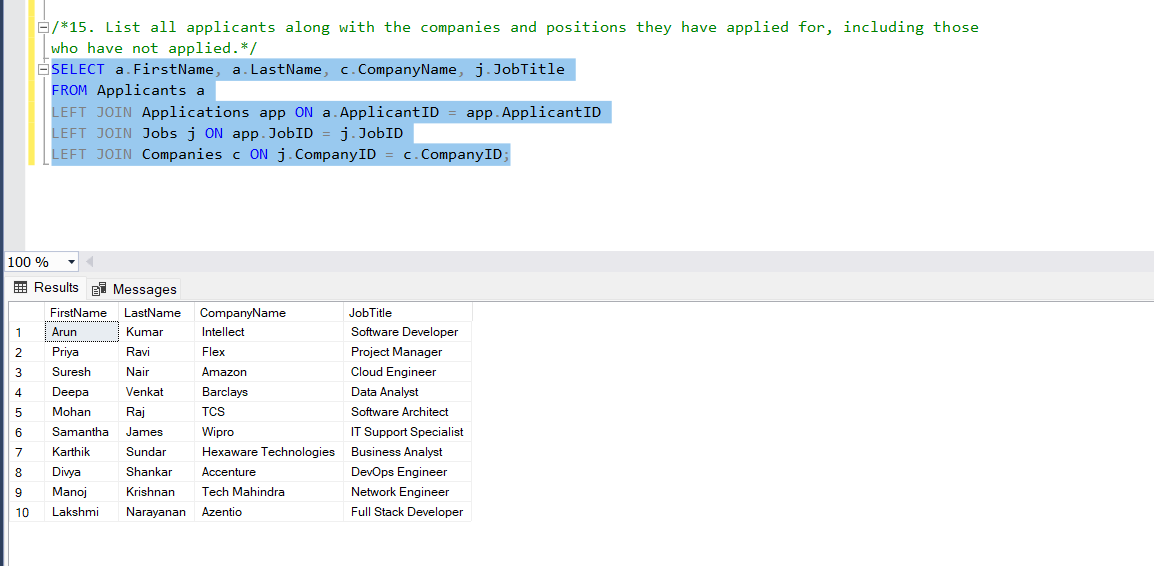 /*15. List all applicants along with the companies and positions they have applied for, including those
who have not applied.*/
SELECT a.FirstName, a.LastName, c.CompanyName, j.JobTitle
FROM Applicants a
LEFT JOIN Applications app ON a.ApplicantID = app.ApplicantID
LEFT JOIN Jobs j ON app.JobID = j.JobID
LEFT JOIN Companies c ON j.CompanyID = c.CompanyID;
100 %
Results Messages
FirstName LastName CompanyName JobTitle
1 Arun Kumar Intellect Software Developer
2 Priya Ravi Flex Project Manager
3 Suresh Nair Amazon Cloud Engineer
4 Deepa Venkat Barclays Data Analyst
5 Mohan Raj TCS Software Architect
6 Samantha James Wipro IT Support Specialist
7 Karthik Sundar Hexaware Technologies Business Analyst
8 Divya Shankar Accenture DevOps Engineer
9 Manoj Krishnan Tech Mahindra Network Engineer
10 Lakshmi Narayanan Azentio Full Stack Developer